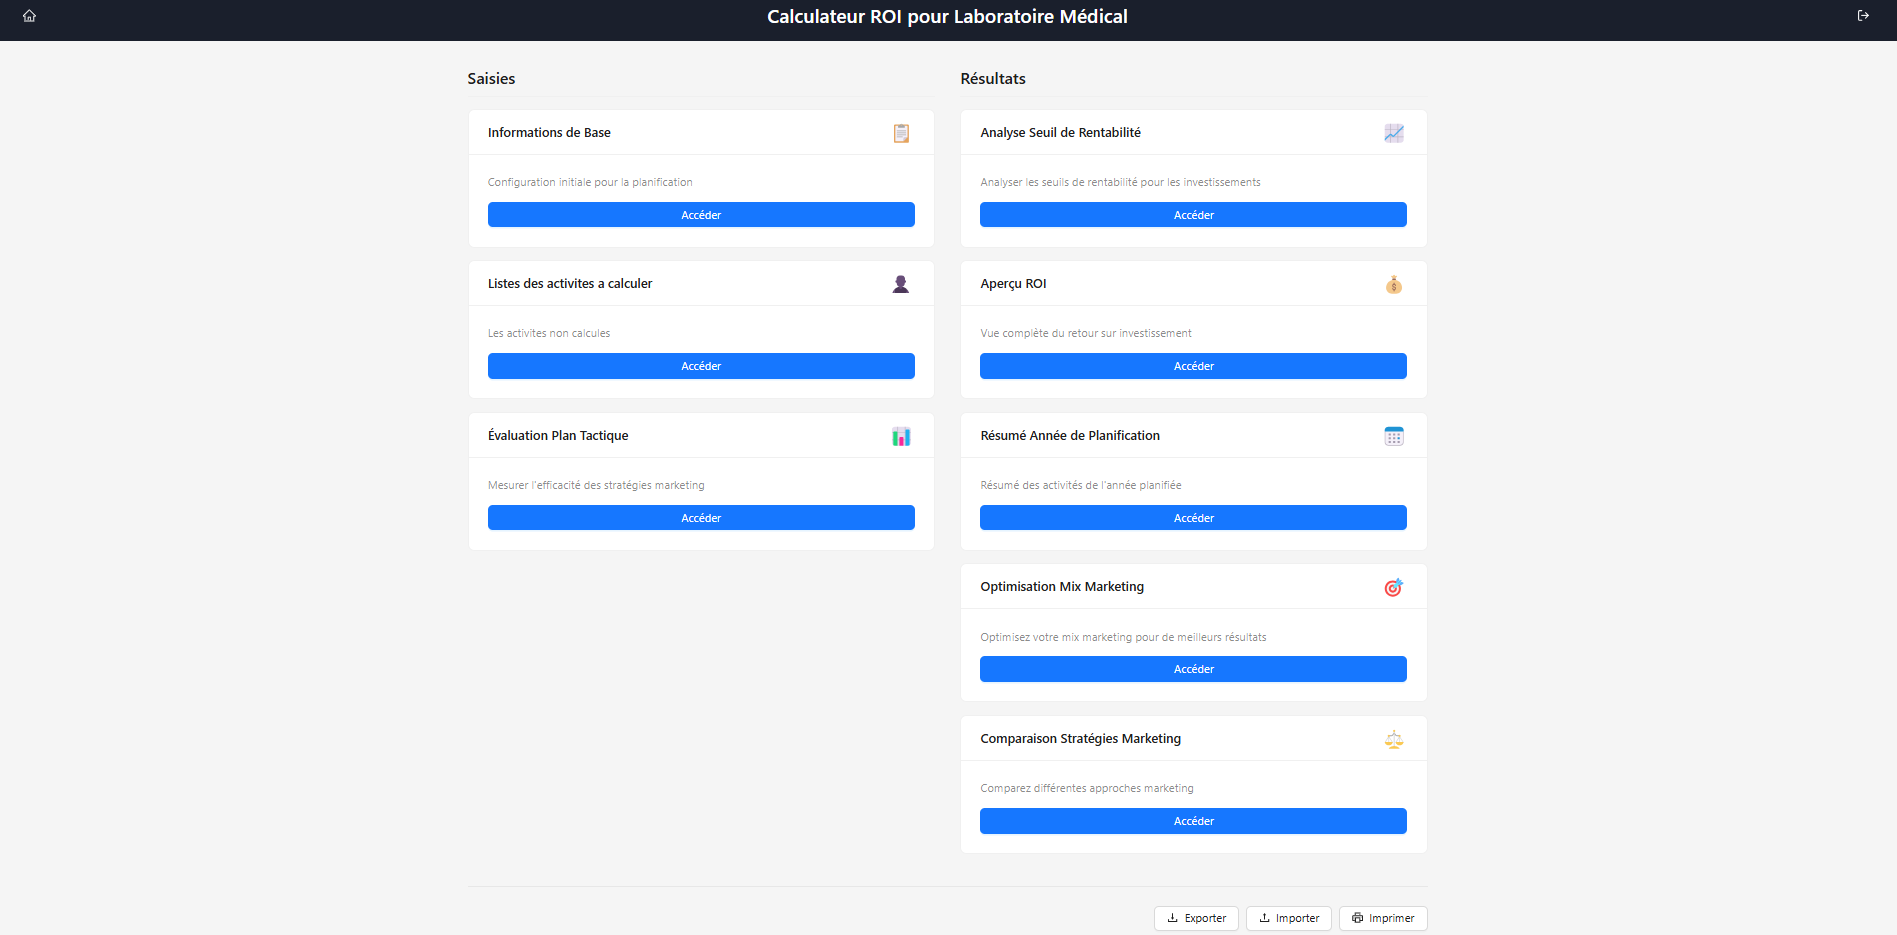 Calculateur ROI pour Laboratoire Médical
Saisies
Informations de Base
Configuration initiale pour la planification
Accéder
Listes des activites a calculer
Les activites non calcules
Accéder
Évaluation Plan Tactique
Mesurer l'efficacité des stratégies marketing
Accéder
Résultats
Analyse Seuil de Rentabilité
Analyser les seuils de rentabilité pour les investissements
Accéder
Aperçu ROI
Vue complète du retour sur investissement
Accéder
Résumé Année de Planification
Résumé des activités de l'année planifiée
Accéder
Optimisation Mix Marketing
Optimisez votre mix marketing pour de meilleurs résultats
Accéder
Comparaison Stratégies Marketing
Comparez différentes approches marketing
Accéder
Exporter
Importer
Imprimer